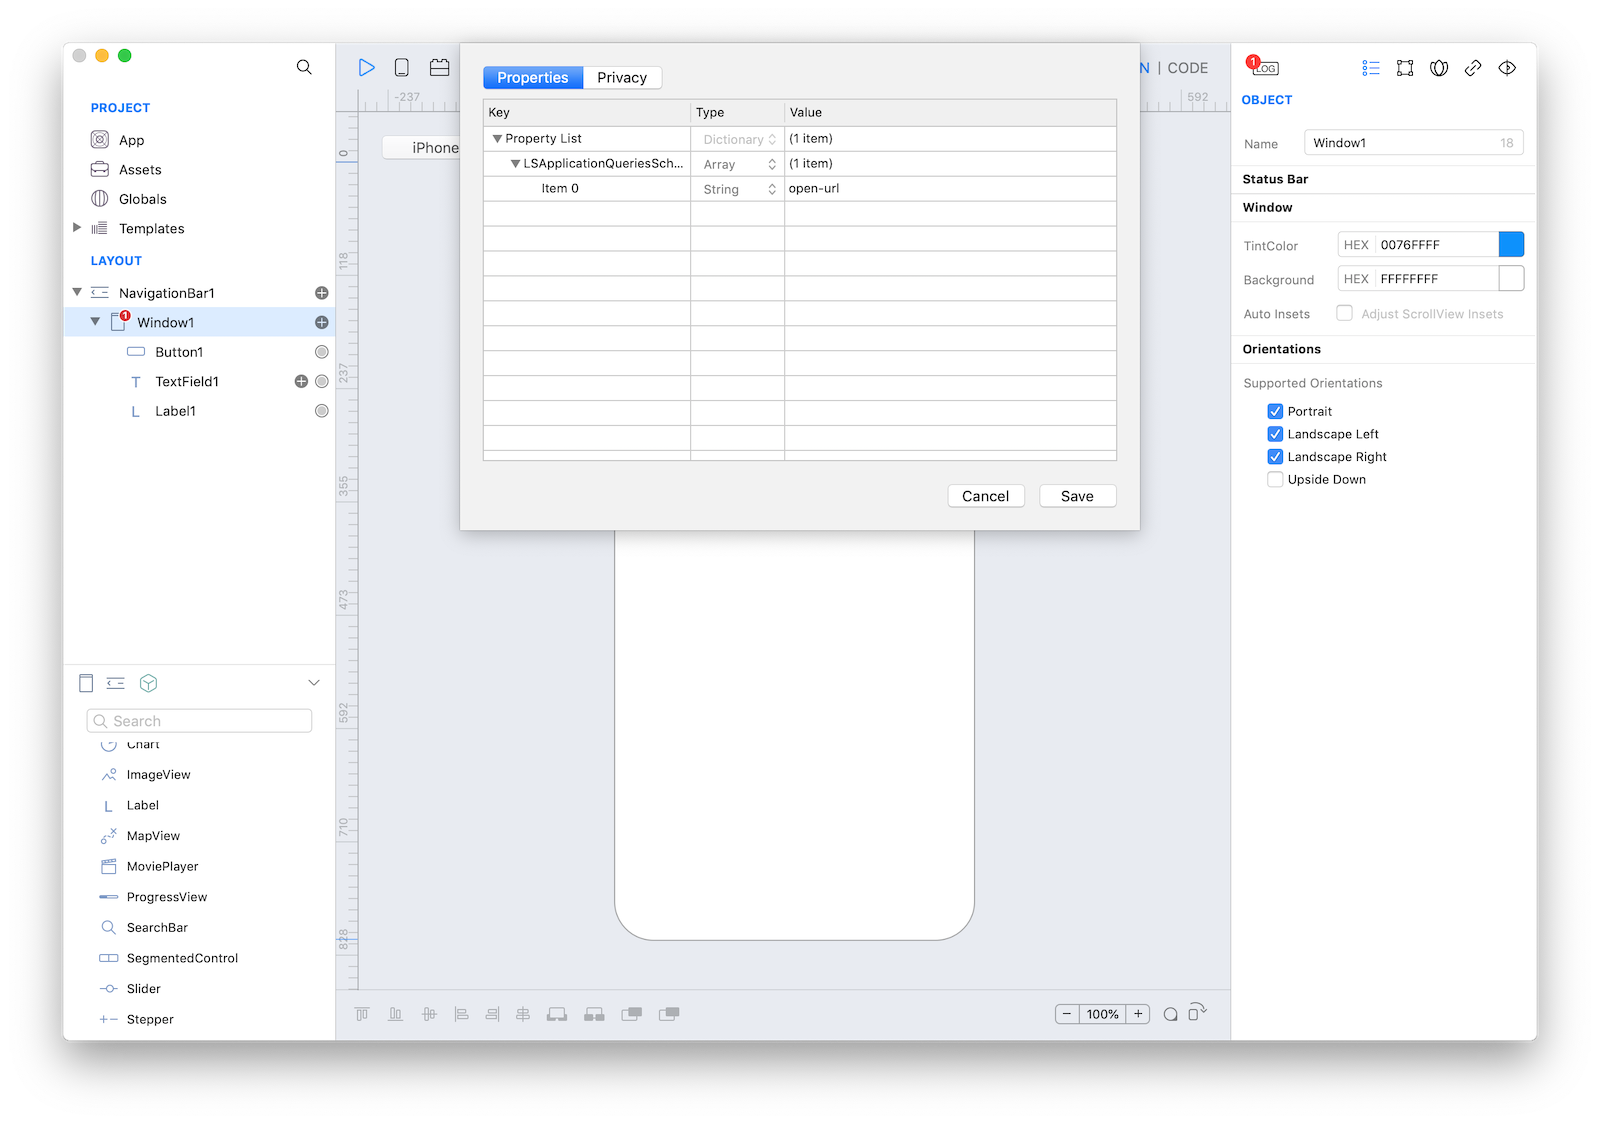 PROJECT
App
Assets
Globals
Templates
LAYOUT
NavigationBar1
1
Window1
Button1
T
TextField1
L
Label1
Search
Chart
ImageView
L
Label
MapView
MoviePlayer
ProgressView
SearchBar
SegmentedControl
Slider
Stepper
-237
592
N | CODE
iPhone
0
118
237
355
473
592
710
828
Properties
Privacy
Key Type Value
Property List Dictionary (1 item)
LSApplicationQueriesSch... Array (1 item)
Item 0 String open-url
Cancel
Save
100%
1
LOG
OBJECT
Name Window1 18
Status Bar
Window
TintColor HEX 0076FFFF
Background HEX FFFFFFFF
Auto Insets Adjust ScrollView Insets
Orientations
Supported Orientations
Portrait
Landscape Left
Landscape Right
Upside Down